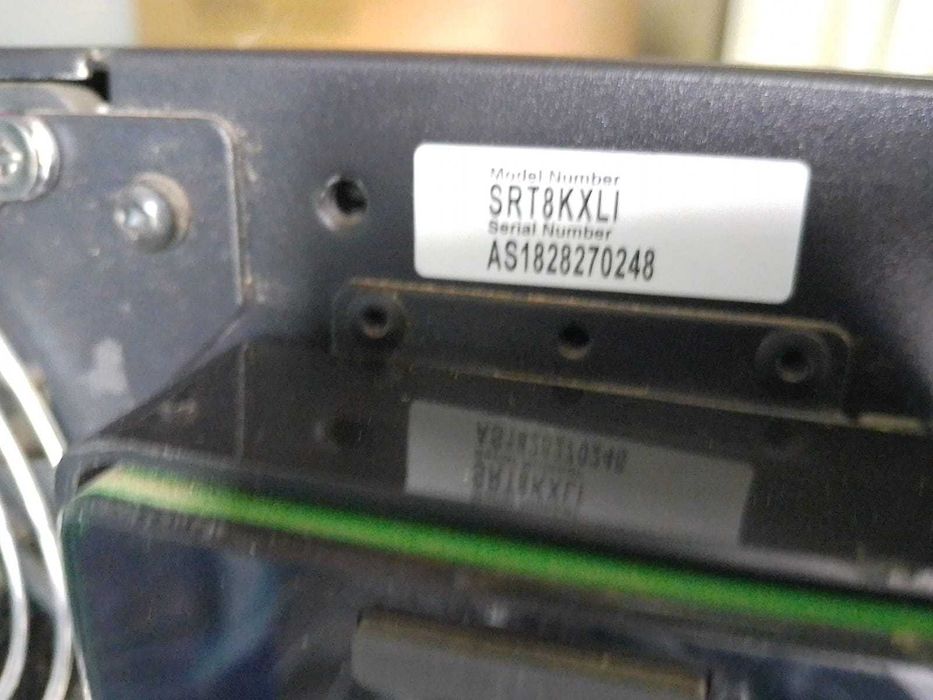 Model Number
SRT8KXLI
Serial Number
AS1828270248